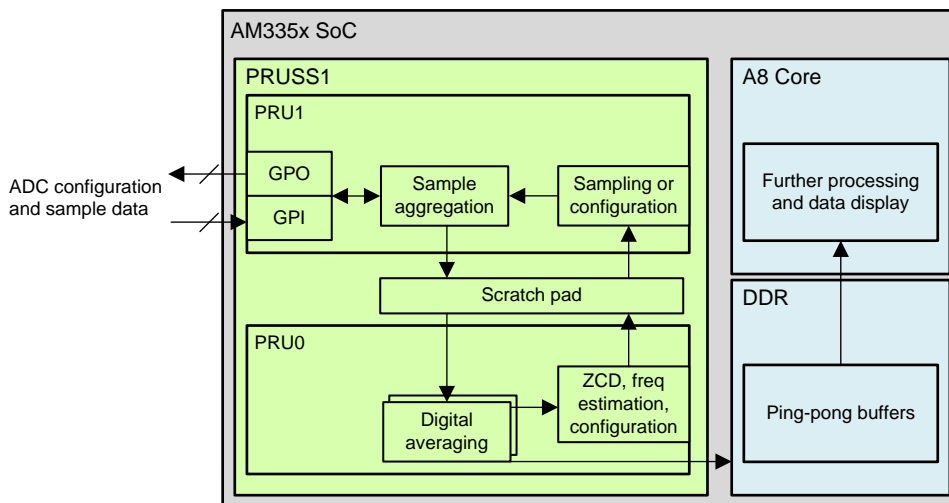 AM335x SoC
PRUSS1
PRU1
GPO
GPI
Sample
aggregation
Sampling or
configuration
ADC configuration
and sample data
Scratch pad
PRU0
Digital
averaging
ZCD, freq
estimation,
configuration
A8 Core
Further processing
and data display
DDR
Ping-pong buffers